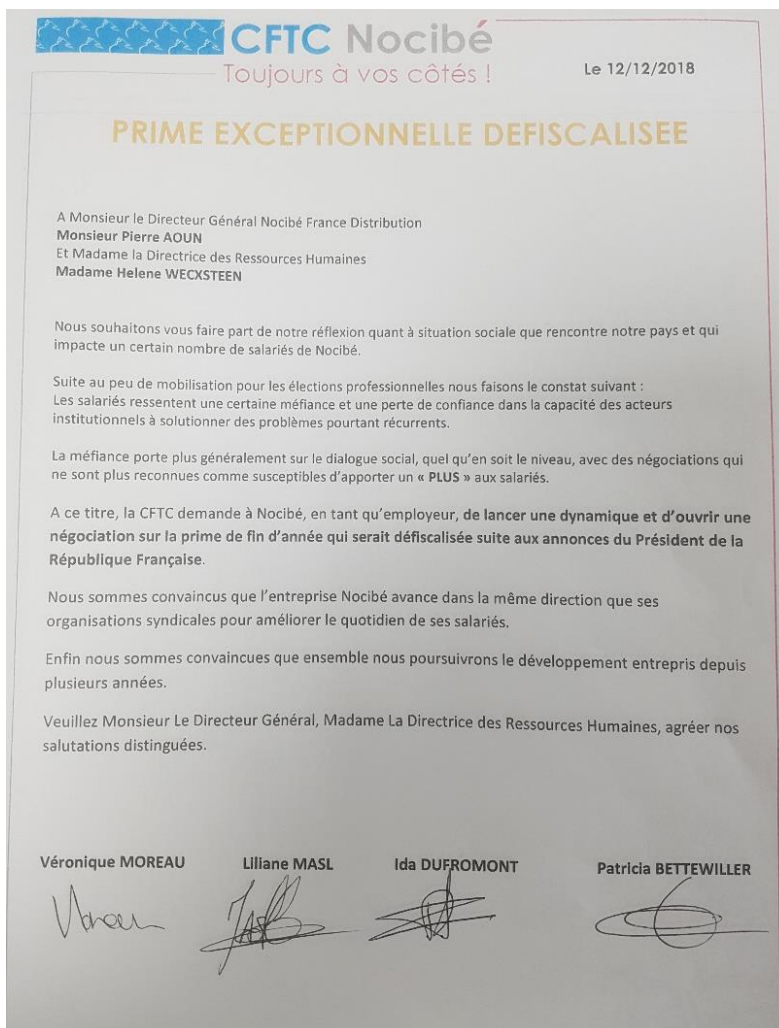 CFTC Nocibé
Toujours à vos côtés !
Le 12/12/2018
PRIME EXCEPTIONNELLE DEFISCALISEE
A Monsieur le Directeur Général Nocibé France Distribution
Monsieur Pierre AOUN
Et Madame la Directrice des Ressources Humaines
Madame Helene WECXSTEEN
Nous souhaitons vous faire part de notre réflexion quant à situation sociale que rencontre notre pays et qui
impacte un certain nombre de salariés de Nocibé.
Suite au peu de mobilisation pour les élections professionnelles nous faisons le constat suivant :
Les salariés ressentent une certaine méfiance et une perte de confiance dans la capacité des acteurs
institutionnels à solutionner des problèmes pourtant récurrents.
La méfiance porte plus généralement sur le dialogue social, quel qu'en soit le niveau, avec des négociations qui
ne sont plus reconnues comme susceptibles d'apporter un « PLUS » aux salariés.
A ce titre, la CFTC demande à Nocibé, en tant qu'employeur, de lancer une dynamique et d'ouvrir une
négociation sur la prime de fin d'année qui serait défiscalisée suite aux annonces du Président de la
République Française.
Nous sommes convaincus que l'entreprise Nocibé avance dans la même direction que ses
organisations syndicales pour améliorer le quotidien de ses salariés.
Enfin nous sommes convaincues que ensemble nous poursuivrons le développement entrepris depuis
plusieurs années.
Veuillez Monsieur Le Directeur Général, Madame La Directrice des Ressources Humaines, agréer nos
salutations distinguées.
Véronique MOREAU Liliane MASL Ida DUFROMONT Patricia BETTEWILLER